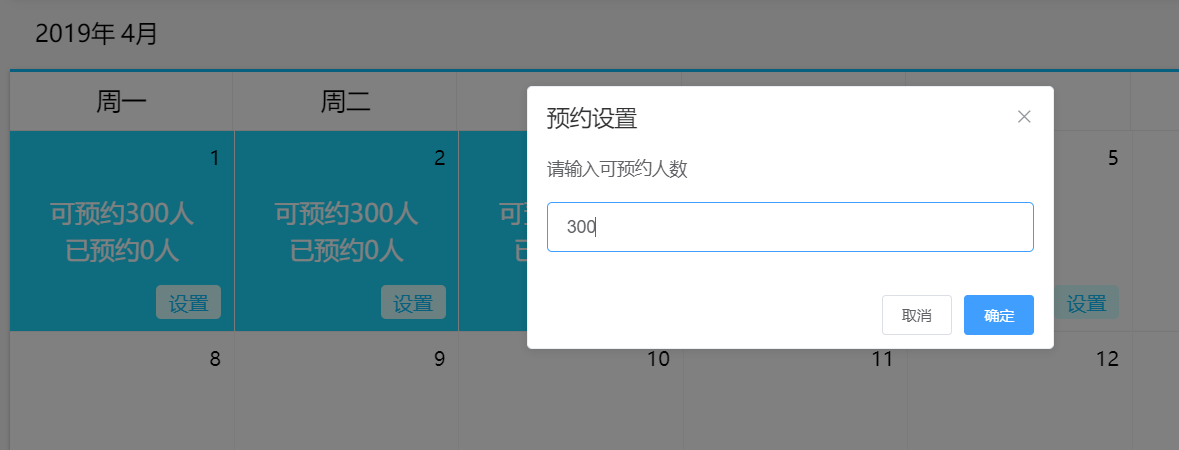 2019年 4月
周一
周二
预约设置
请输入可预约人数
300
取消
确定
1
可预约300人
已预约0人
设置
2
可预约300人
已预约0人
设置
可
已
5
设置
8
9
10
11
12